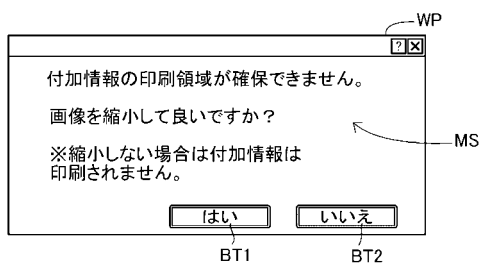 WP
? ×
付加情報の印刷領域が確保できません。
画像を縮小して良いですか？
MS
※縮小しない場合は付加情報は
印刷されません。
はい いいえ
BT1 BT2